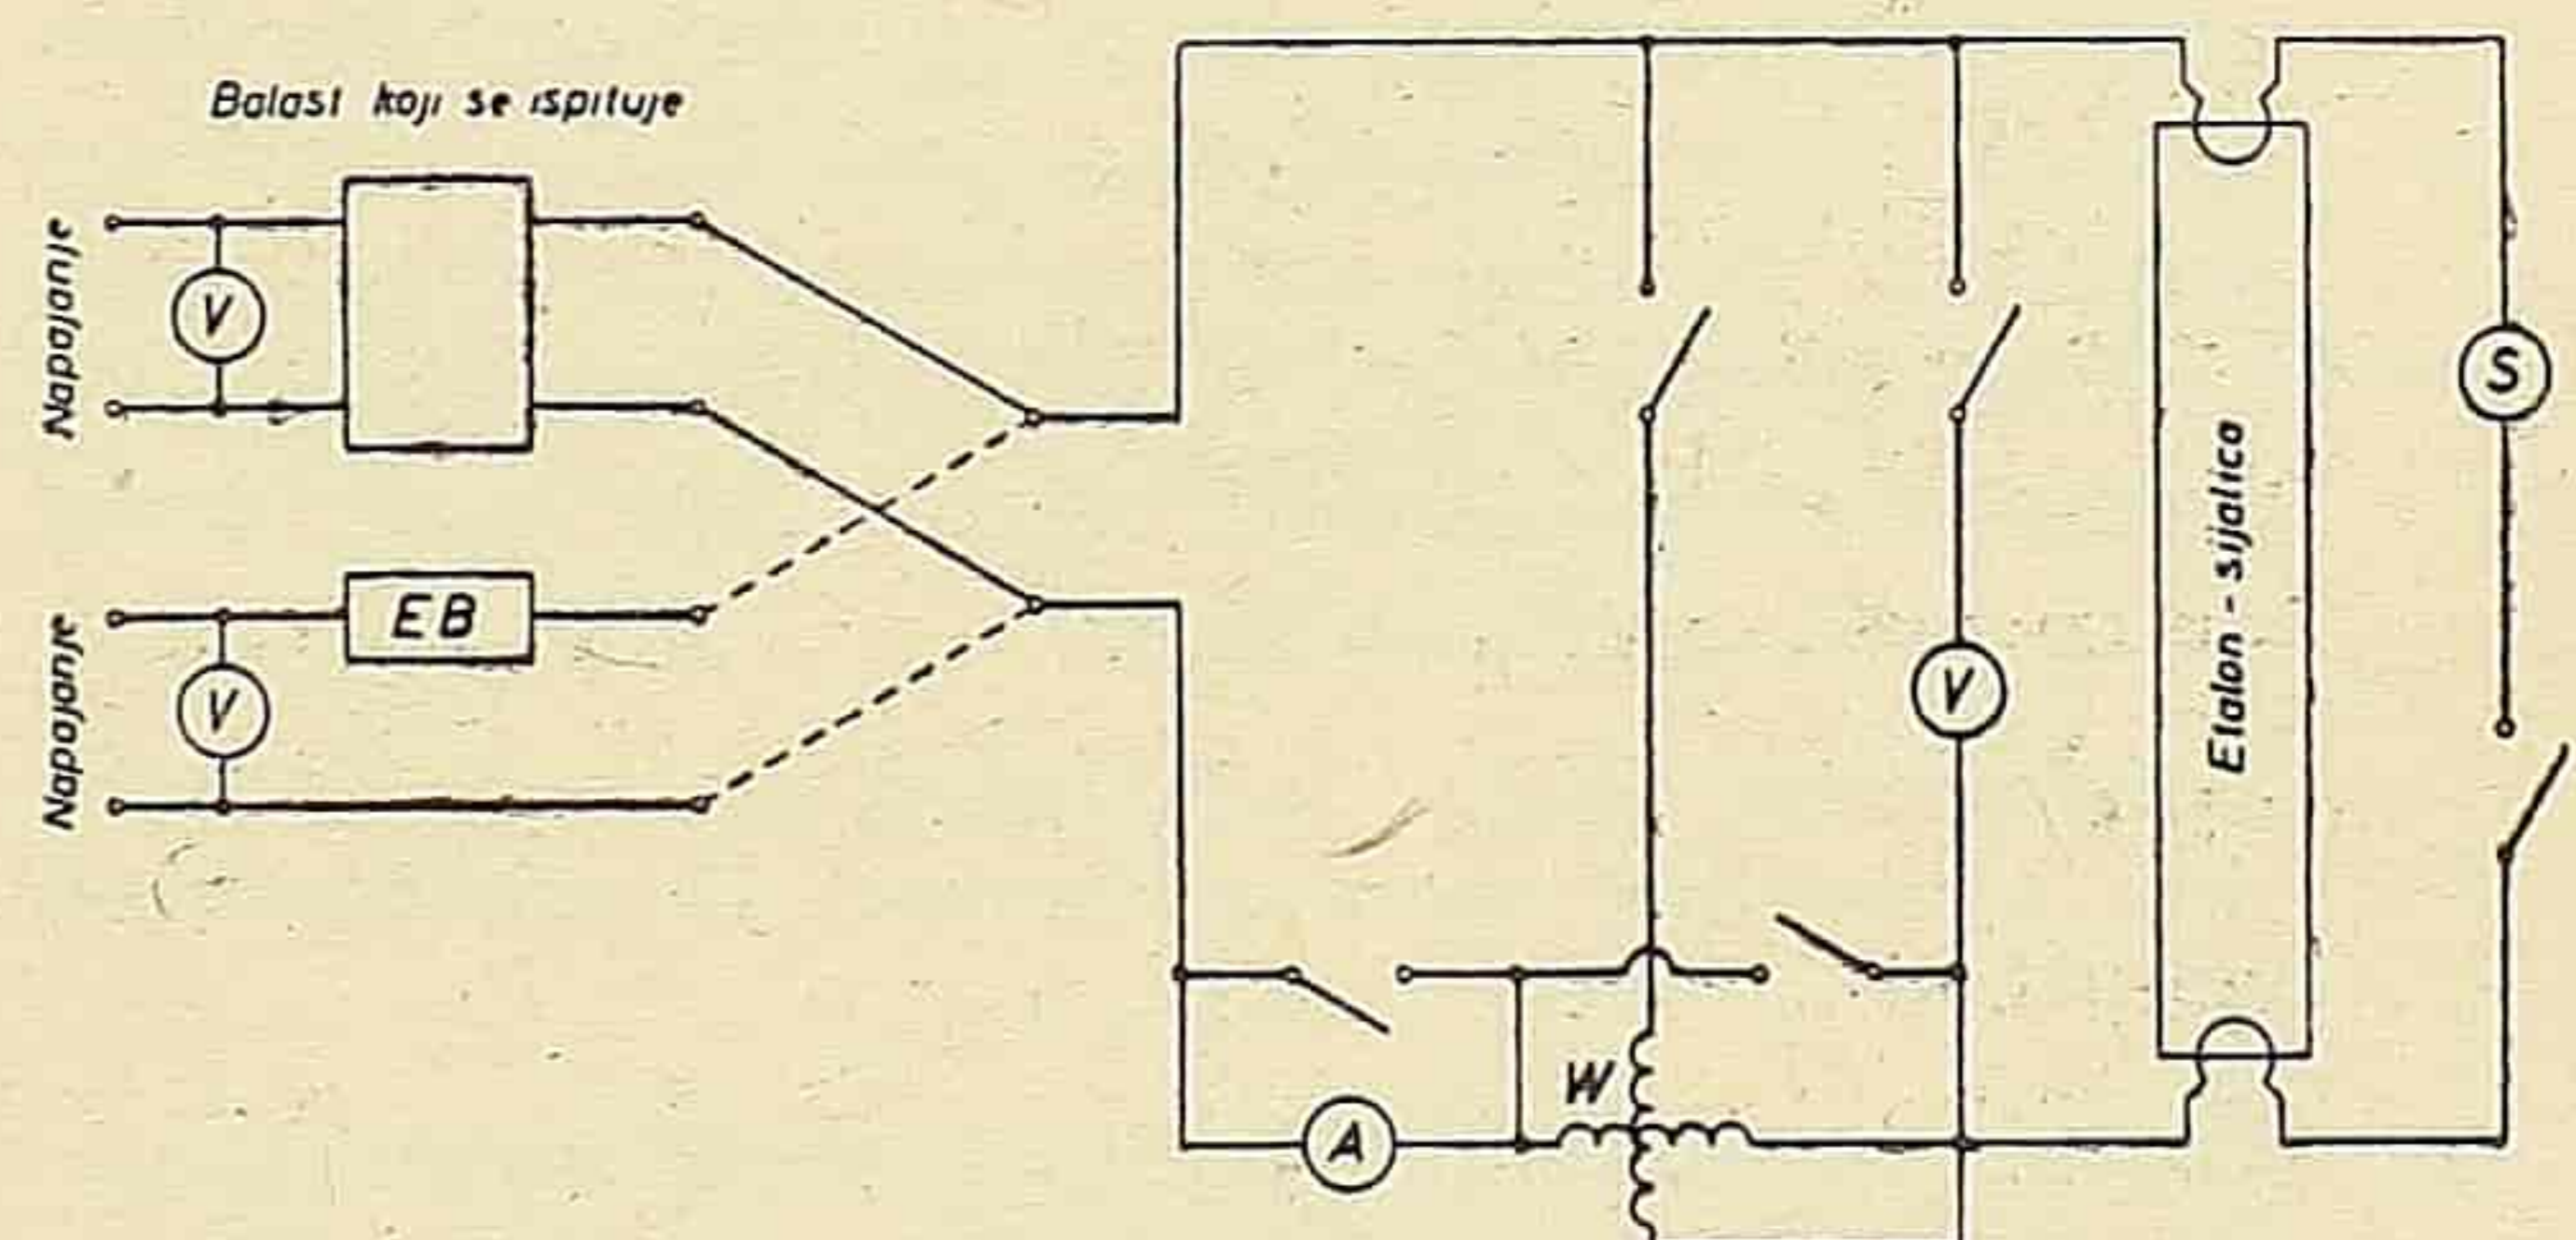 Balast koji se ispituje
Napajanje
V
EB
Napajanje
V
V
S
Etalon - sijalica
W
A